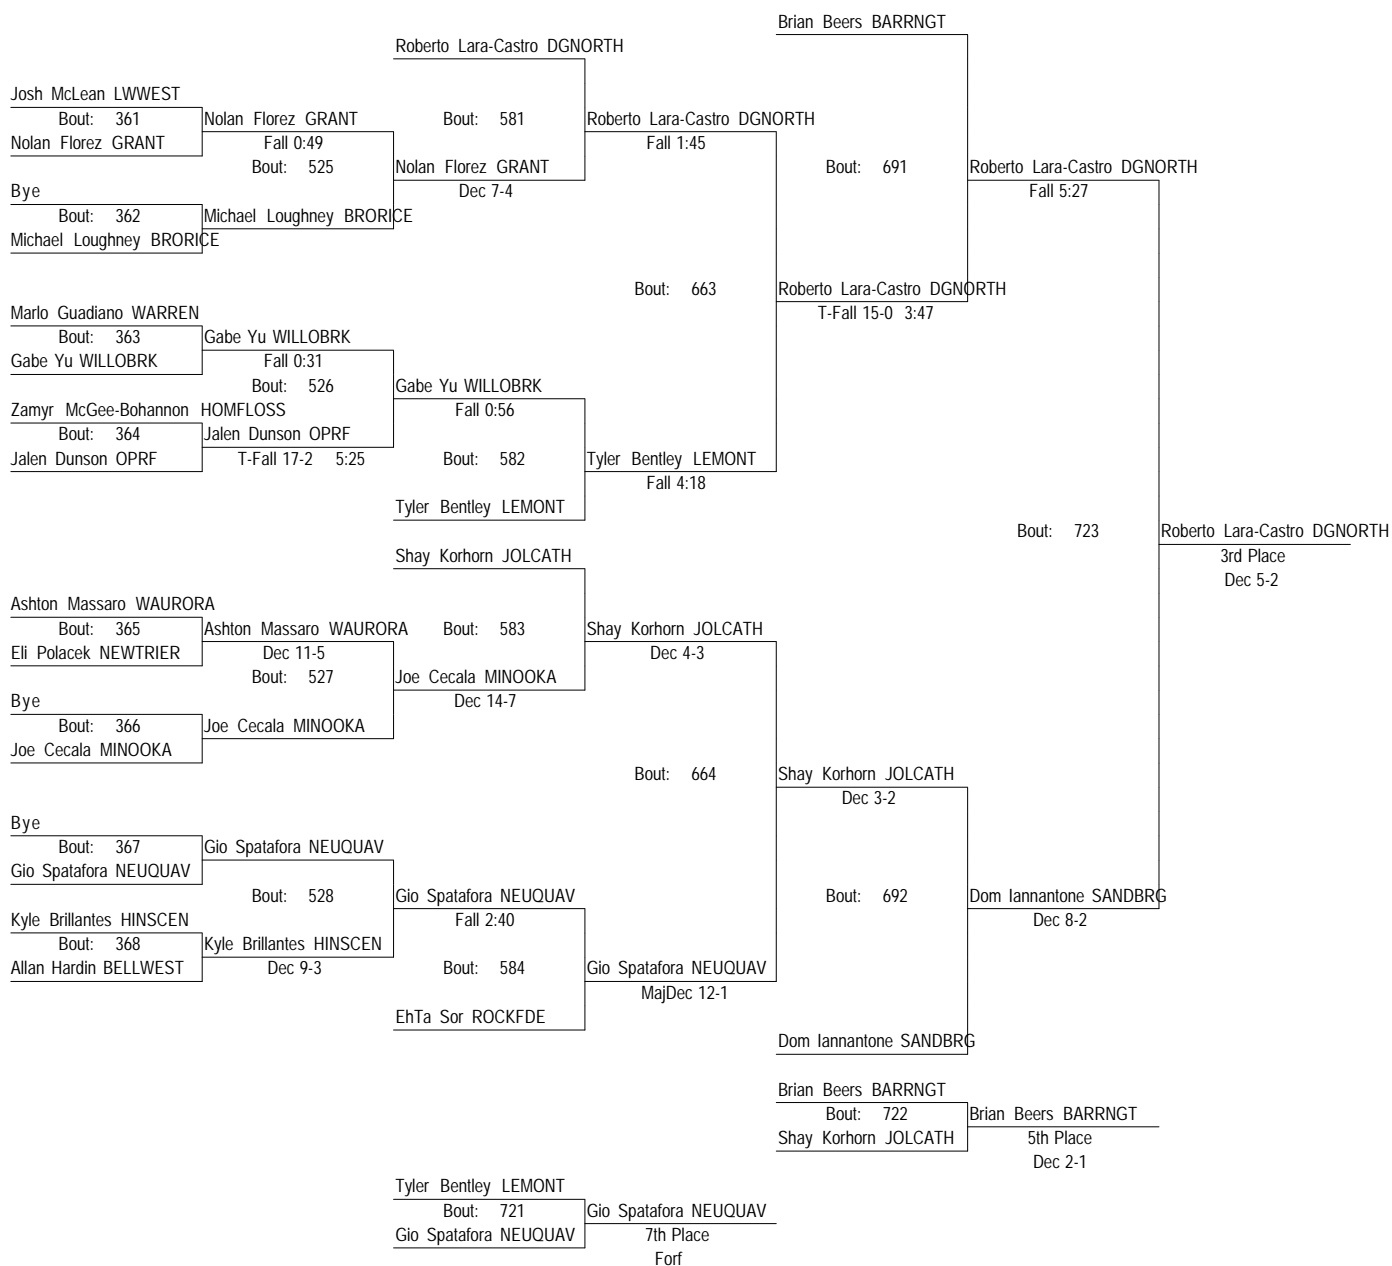 Brian Beers BARRNGT
Roberto Lara-Castro DGNORTH
Josh McLean LWWEST
Bout: 361
Nolan Florez GRANT
Nolan Florez GRANT
Fall 0:49
Bout: 525
Bye
Bout: 362
Michael Loughney BRORICE
Michael Loughney BRORICE
Nolan Florez GRANT
Dec 7-4
Bout: 581
Roberto Lara-Castro DGNORTH
Fall 1:45
Bout: 691
Roberto Lara-Castro DGNORTH
Fall 5:27
Bout: 663
Roberto Lara-Castro DGNORTH
T-Fall 15-0 3:47
Marlo Guadiano WARREN
Bout: 363
Gabe Yu WILLOBRK
Gabe Yu WILLOBRK
Fall 0:31
Bout: 526
Zamyr McGee-Bohannon HOMFLOSS
Bout: 364
Jalen Dunson OPRF
Jalen Dunson OPRF
T-Fall 17-2 5:25
Gabe Yu WILLOBRK
Fall 0:56
Bout: 582
Tyler Bentley LEMONT
Tyler Bentley LEMONT
Fall 4:18
Bout: 723
Roberto Lara-Castro DGNORTH
3rd Place
Dec 5-2
Shay Korhorn JOLCATH
Ashton Massaro WAURORA
Bout: 365
Eli Polacek NEWTRIER
Ashton Massaro WAURORA
Dec 11-5
Bout: 527
Bye
Bout: 366
Joe Cecala MINOOKA
Joe Cecala MINOOKA
Bout: 583
Joe Cecala MINOOKA
Dec 14-7
Shay Korhorn JOLCATH
Dec 4-3
Bout: 664
Shay Korhorn JOLCATH
Dec 3-2
Bye
Bout: 367
Gio Spatafora NEUQUAV
Gio Spatafora NEUQUAV
Bout: 528
Kyle Brillantes HINSCEN
Bout: 368
Allan Hardin BELLWEST
Kyle Brillantes HINSCEN
Dec 9-3
Gio Spatafora NEUQUAV
Fall 2:40
Bout: 584
EhTa Sor ROCKFDE
Gio Spatafora NEUQUAV
MajDec 12-1
Bout: 692
Dom Iannantone SANDBRG
Dec 8-2
Dom Iannantone SANDBRG
Brian Beers BARRNGT
Bout: 722
Shay Korhorn JOLCATH
Brian Beers BARRNGT
5th Place
Dec 2-1
Tyler Bentley LEMONT
Bout: 721
Gio Spatafora NEUQUAV
Gio Spatafora NEUQUAV
7th Place
Forf